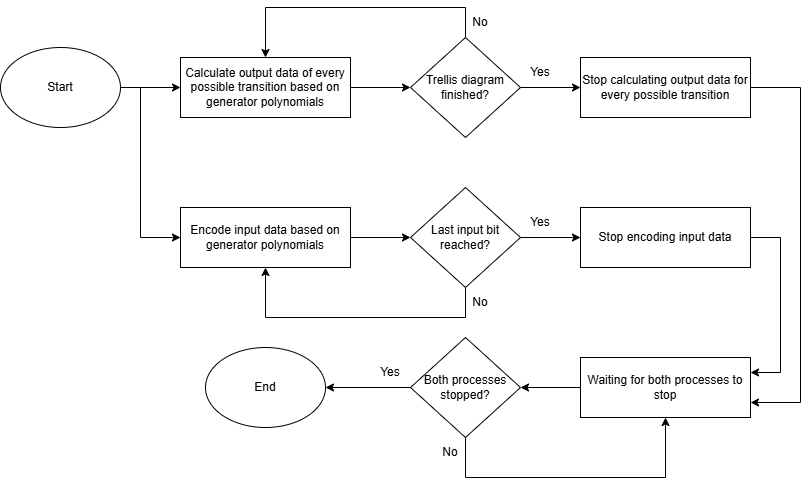 No
Start
Calculate output data of every
possible transition based on
generator polynomials
Trellis diagram
finished?
Yes
Stop calculating output data for
every possible transition
Encode input data based on
generator polynomials
Last input bit
reached?
Yes
Stop encoding input data
No
End
Yes
Both processes
stopped?
Waiting for both processes to
stop
No